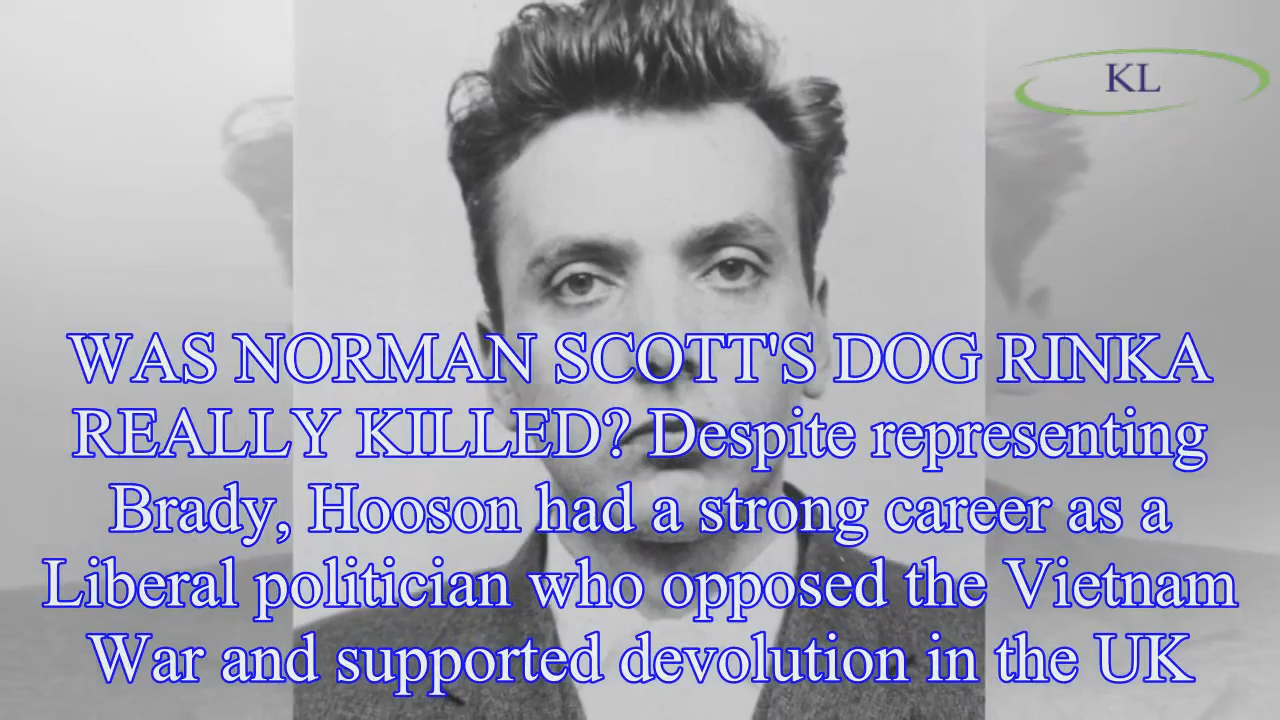 KL
WAS NORMAN SCOTT'S DOG RINKA
REALLY KILLED? Despite representing
Brady, Hooson had a strong career as a
Liberal politician who opposed the Vietnam
War and supported devolution in the UK